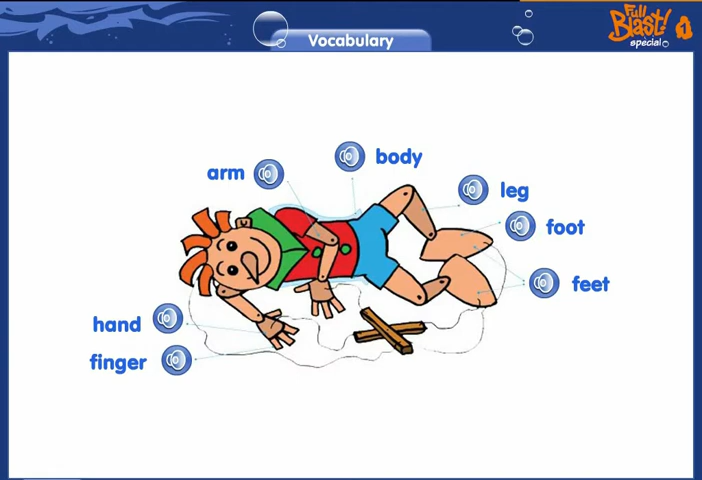 Full
Blast!
special
1
Vocabulary
body
arm
leg
foot
feet
hand
finger